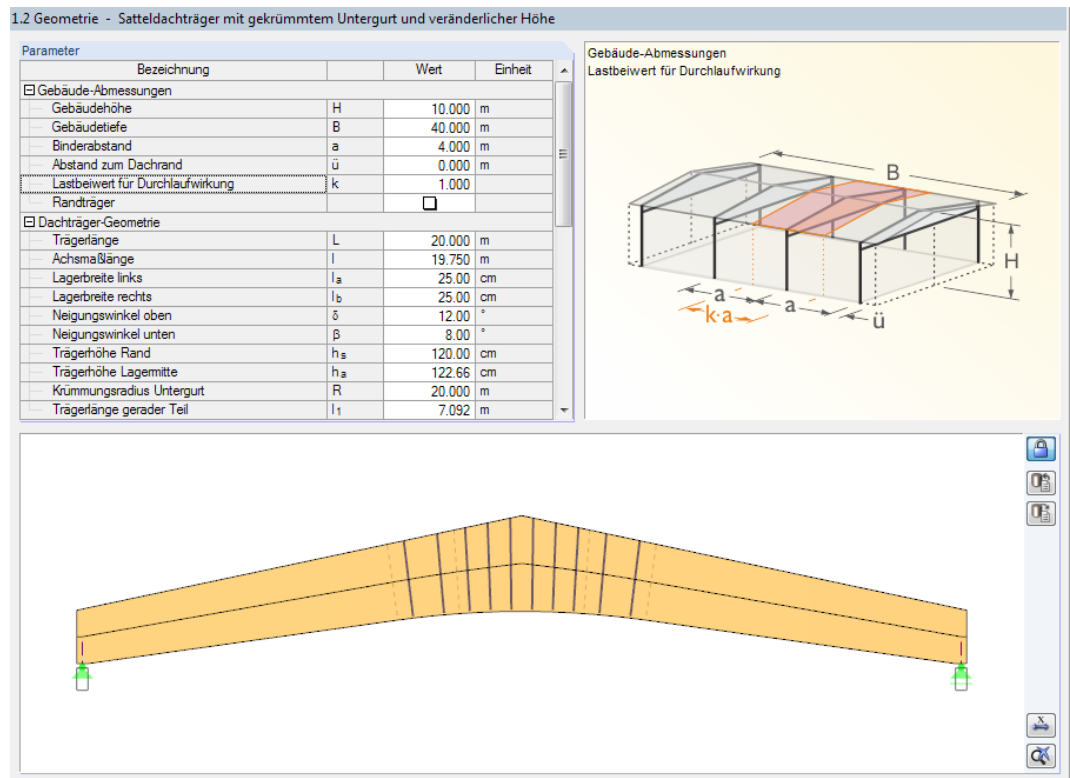 1.2 Geometrie - Satteldachträger mit gekrümmtem Untergurt und veränderlicher Höhe
Parameter
Bezeichnung Wert Einheit
Gebäude-Abmessungen
Gebäudehöhe H 10.000 m
Gebäudetiefe B 40.000 m
Binderabstand a 4.000 m
Abstand zum Dachrand ü 0.000 m
Lastbeiwert für Durchlaufwirkung k 1.000
Randträger
Dachträger-Geometrie
Trägerlänge L 20.000 m
Achsmaßlänge l 19.750 m
Lagerbreite links la 25.00 cm
Lagerbreite rechts lb 25.00 cm
Neigungswinkel oben δ 12.00 °
Neigungswinkel unten β 8.00 °
Trägerhöhe Rand hs 120.00 cm
Trägerhöhe Lagermitte ha 122.66 cm
Krümmungsradius Untergurt R 20.000 m
Trägerlänge gerader Teil l1 7.092 m
Gebäude-Abmessungen
Lastbeiwert für Durchlaufwirkung
B
H
a
a
k·a
ü
x